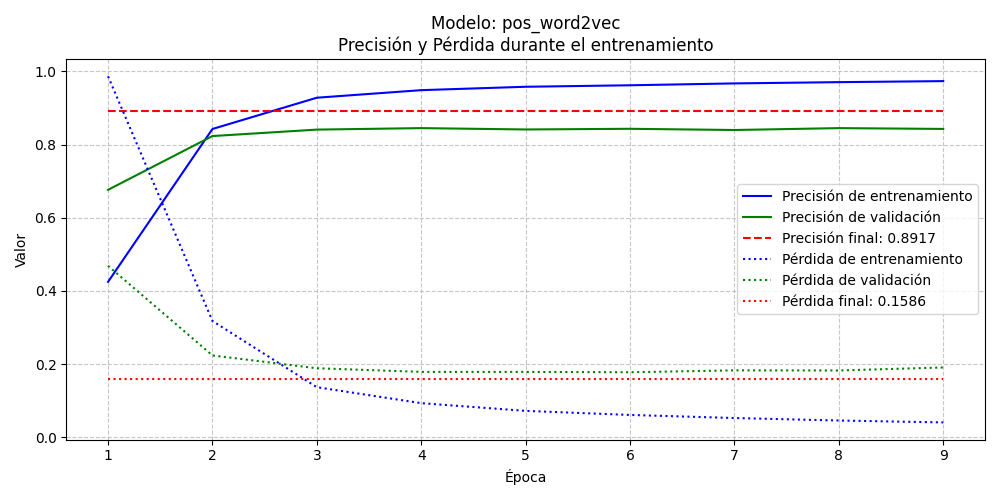 Modelo: pos_word2vec
Precisión y Pérdida durante el entrenamiento
Valor
1.0
0.8
0.6
0.4
0.2
0.0
Precisión de entrenamiento
Precisión de validación
Precisión final: 0.8917
Pérdida de entrenamiento
Pérdida de validación
Pérdida final: 0.1586
1 2 3 4 5 6 7 8 9
Época